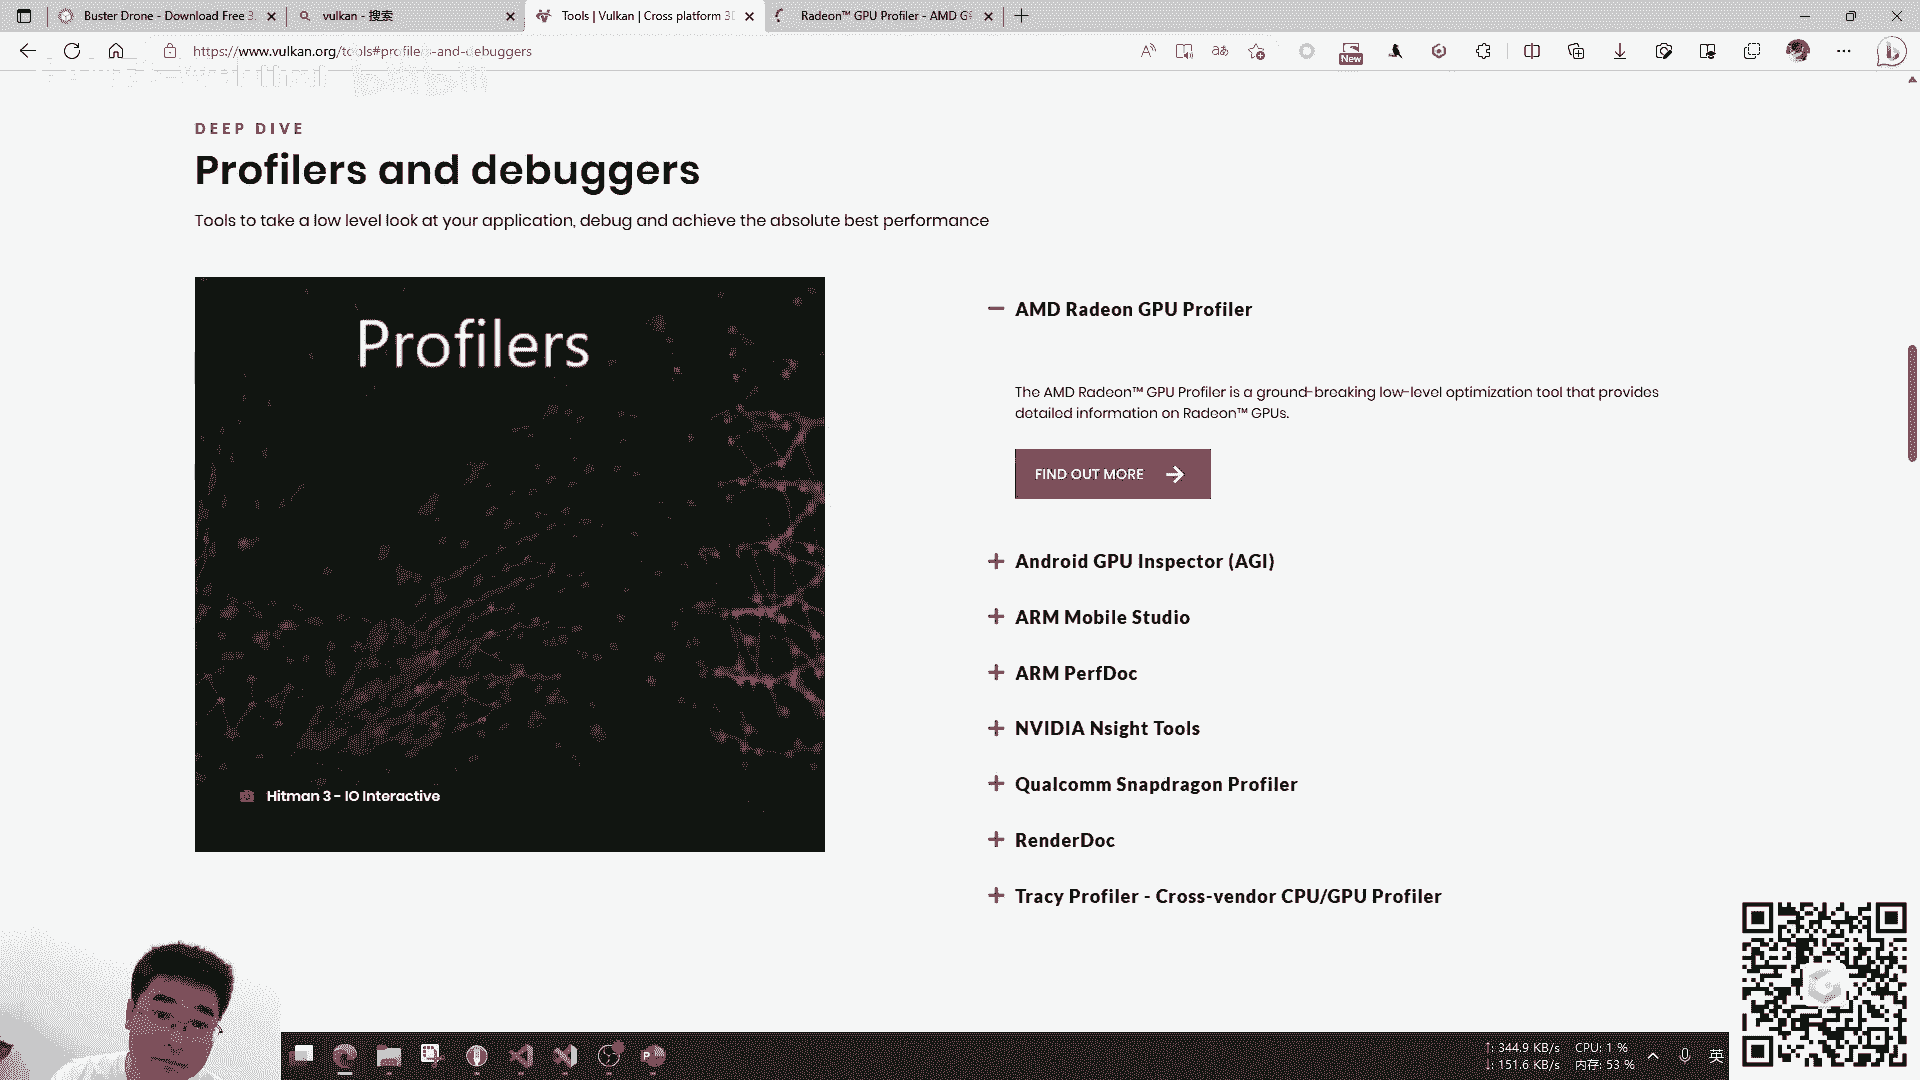 Buster Drone - Download Free 3
vulkan - 搜索
Tools | Vulkan | Cross platform 3D
Radeon™ GPU Profiler - AMD G
https://www.vulkan.org/tools#profilers-and-debuggers
New
DEEP DIVE
Profilers and debuggers
Tools to take a low level look at your application, debug and achieve the absolute best performance
Profilers
Hitman 3 - IO Interactive
AMD Radeon GPU Profiler
The AMD Radeon™ GPU Profiler is a ground-breaking low-level optimization tool that provides
detailed information on Radeon™ GPUs.
FIND OUT MORE
Android GPU Inspector (AGI)
ARM Mobile Studio
ARM PerfDoc
NVIDIA Nsight Tools
Qualcomm Snapdragon Profiler
RenderDoc
Tracy Profiler - Cross-vendor CPU/GPU Profiler
↑: 344.9 KB/s CPU: 1 %
↓: 151.6 KB/s 内存: 53 %
英